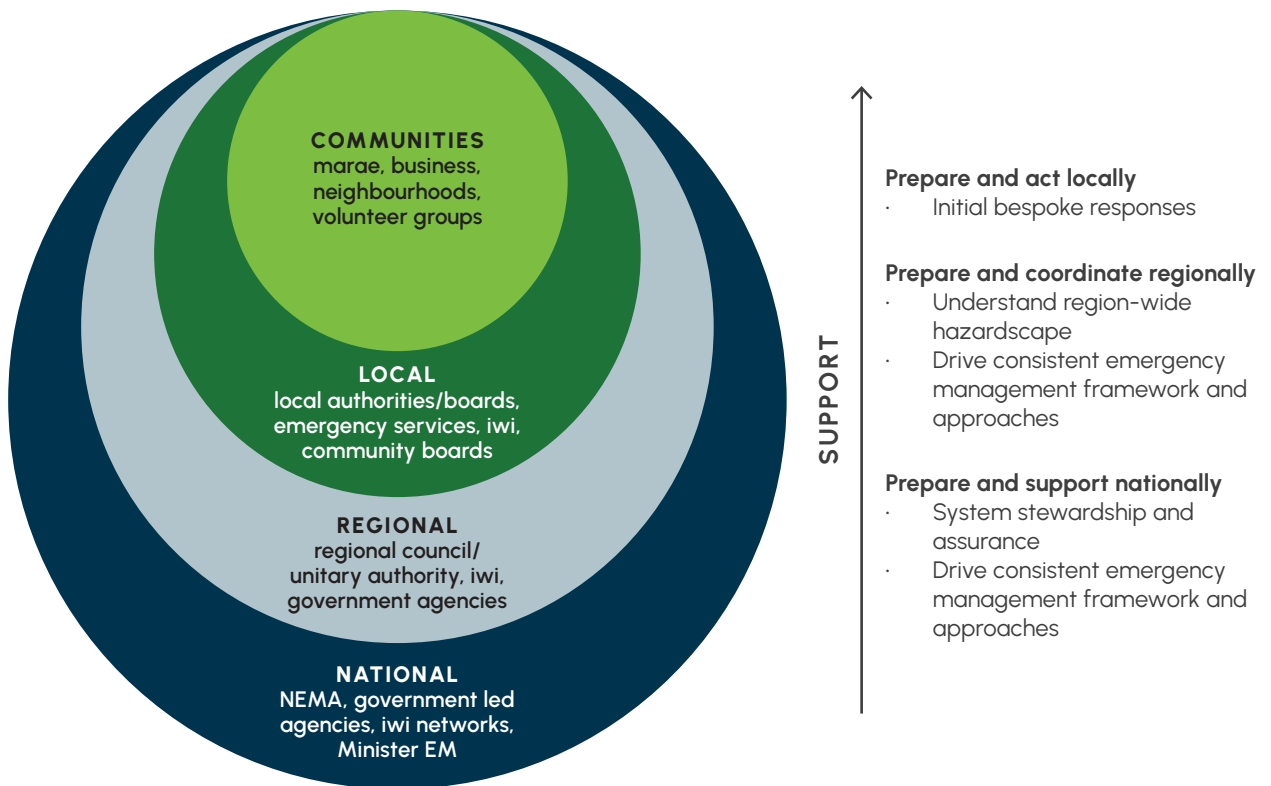 COMMUNITIES
marae, business,
neighbourhoods,
volunteer groups
LOCAL
local authorities/boards,
emergency services, iwi,
community boards
REGIONAL
regional council/
unitary authority, iwi,
government agencies
NATIONAL
NEMA, government led
agencies, iwi networks,
Minister EM
SUPPORT
Prepare and act locally
· Initial bespoke responses
Prepare and coordinate regionally
· Understand region-wide
hazardscape
· Drive consistent emergency
management framework and
approaches
Prepare and support nationally
· System stewardship and
assurance
· Drive consistent emergency
management framework and
approaches